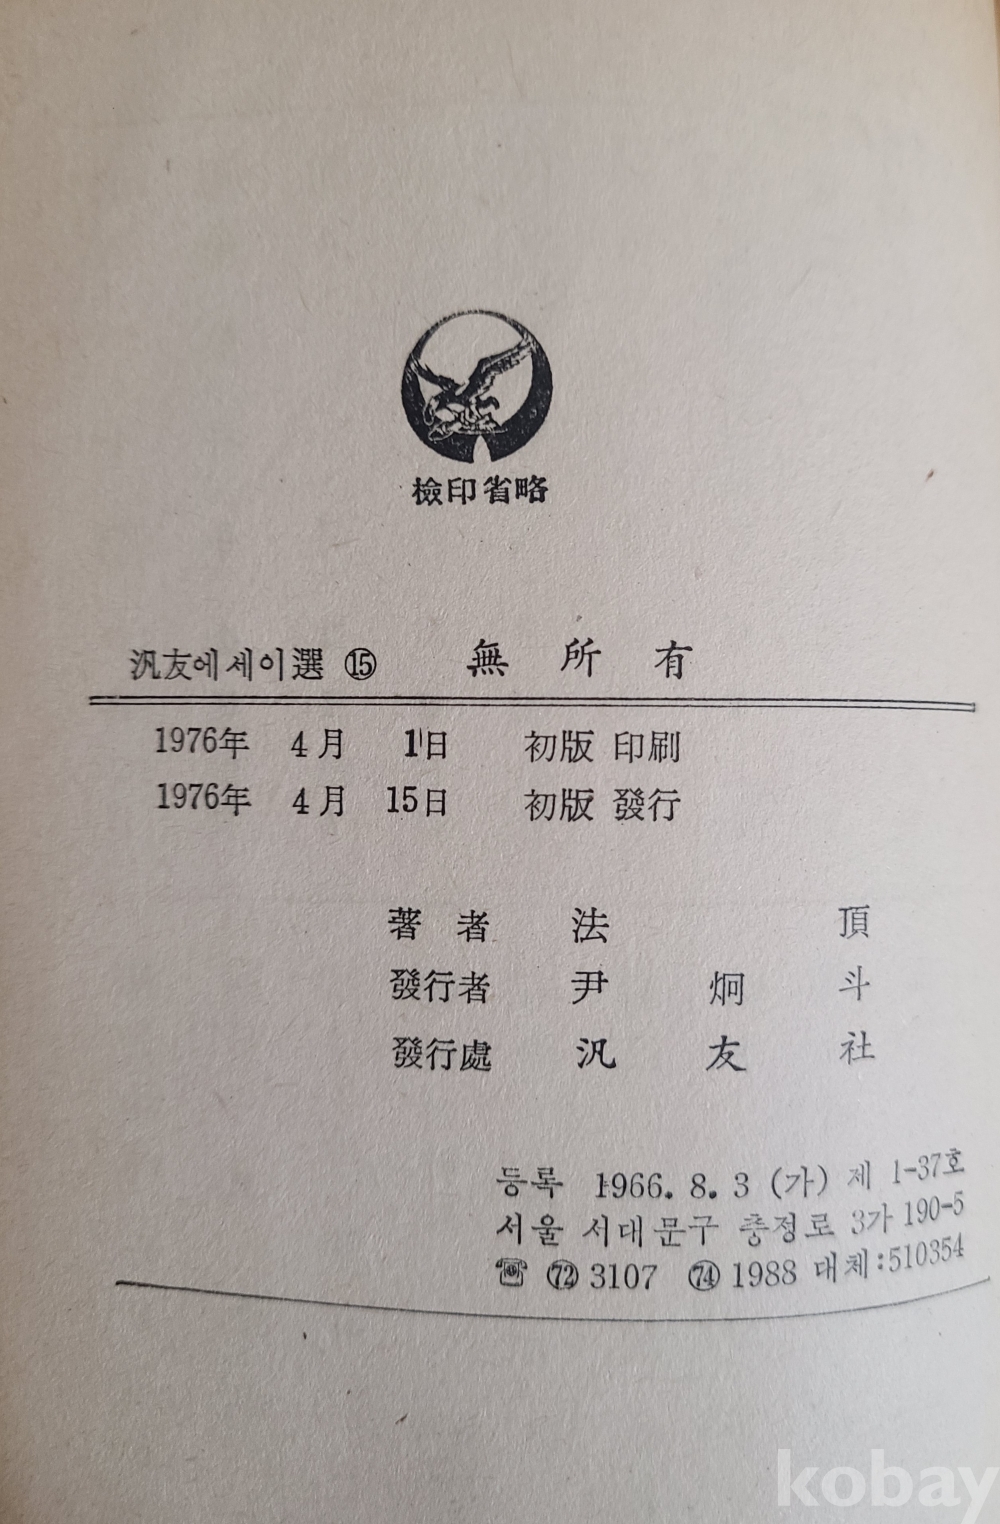 檢印省略
汎友에세이選 ⑮ 無所有
1976年 4月 1日 初版 印刷
1976年 4月 15日 初版 發行
著者 法頂
發行者 尹炯斗
發行處 汎友社
등록 1966. 8. 3 (가) 제 1-37호
서울 서대문구 충정로 3가 190-5
☎ ㉒ 3107 ㉔ 1988 대체:510354
kobay